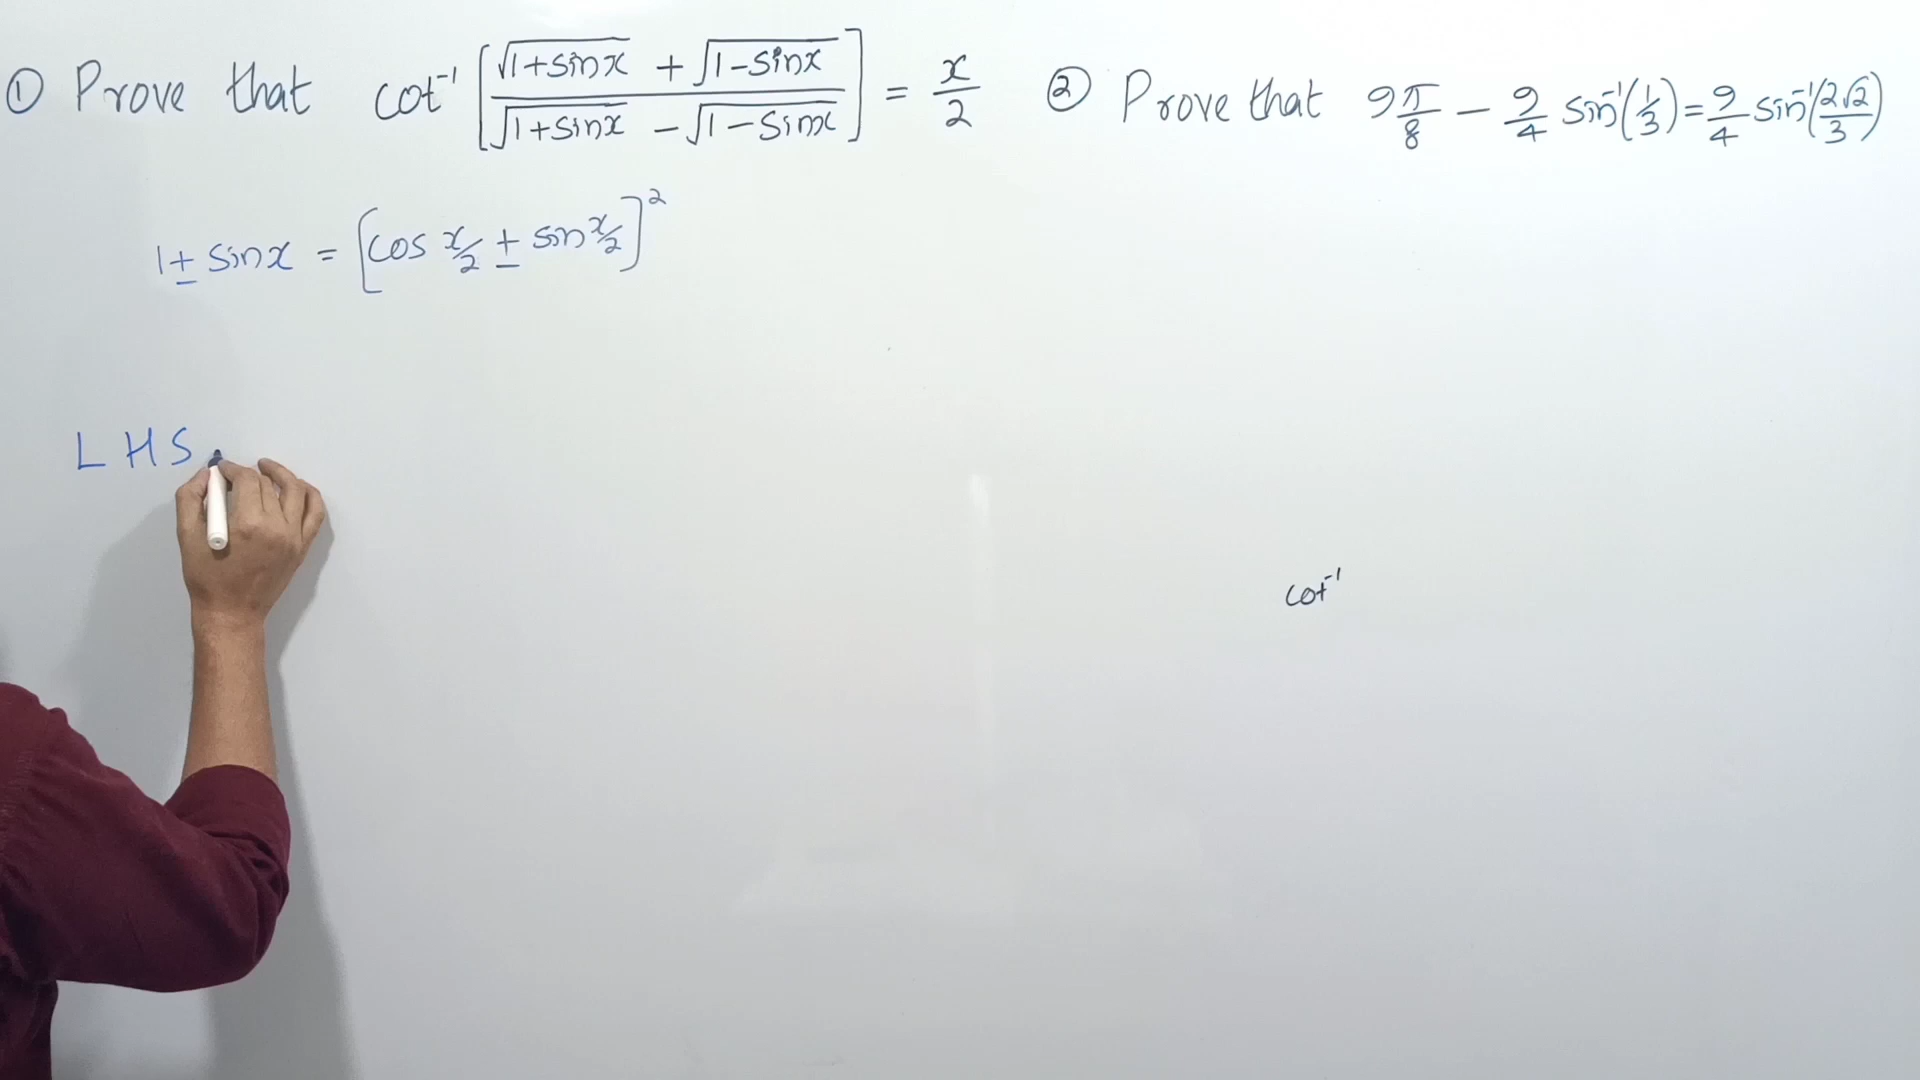 ① Prove that cot⁻¹ [(√(1+sinx) + √(1-sinx))/(√(1+sinx) - √(1-sinx))] = x/2
② Prove that 9π/8 - 9/4 sin⁻¹(1/3) = 9/4 sin⁻¹(2√2/3)
1 ± sinx = [cos x/2 ± sin x/2]²
LHS
cot⁻¹